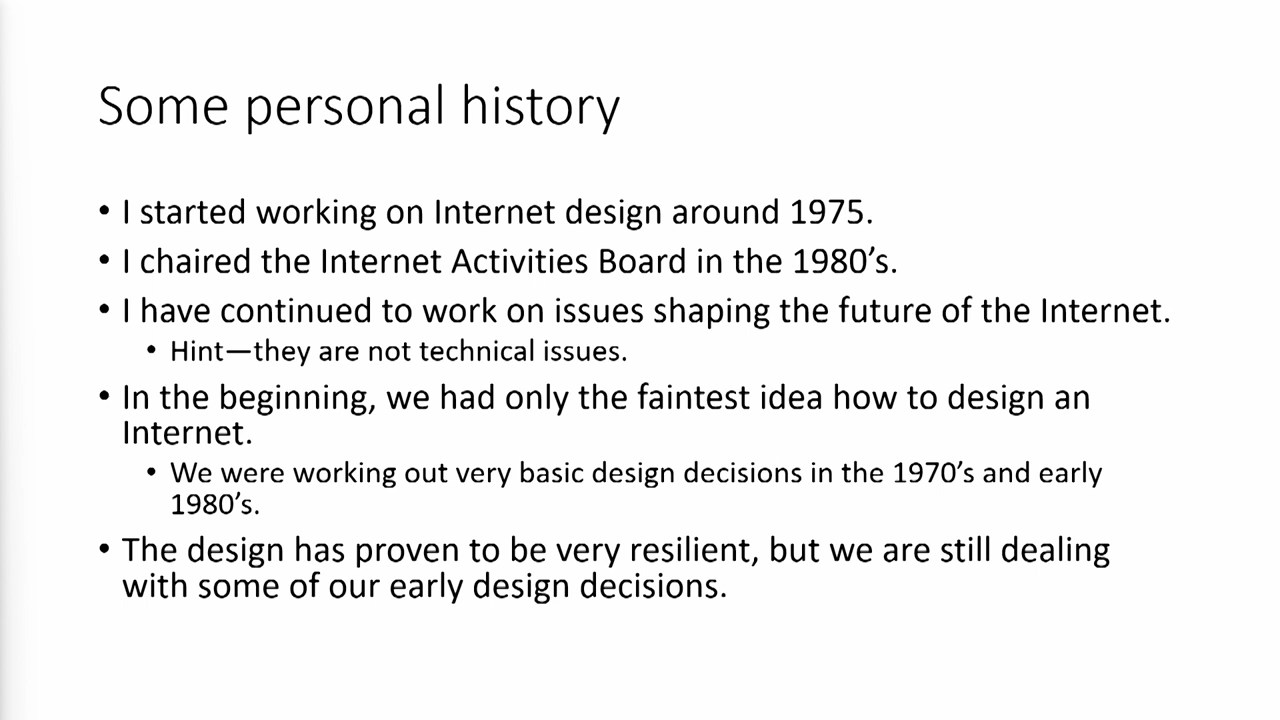 Some personal history
• I started working on Internet design around 1975.
• I chaired the Internet Activities Board in the 1980’s.
• I have continued to work on issues shaping the future of the Internet.
• Hint—they are not technical issues.
• In the beginning, we had only the faintest idea how to design an
Internet.
• We were working out very basic design decisions in the 1970’s and early
1980’s.
• The design has proven to be very resilient, but we are still dealing
with some of our early design decisions.